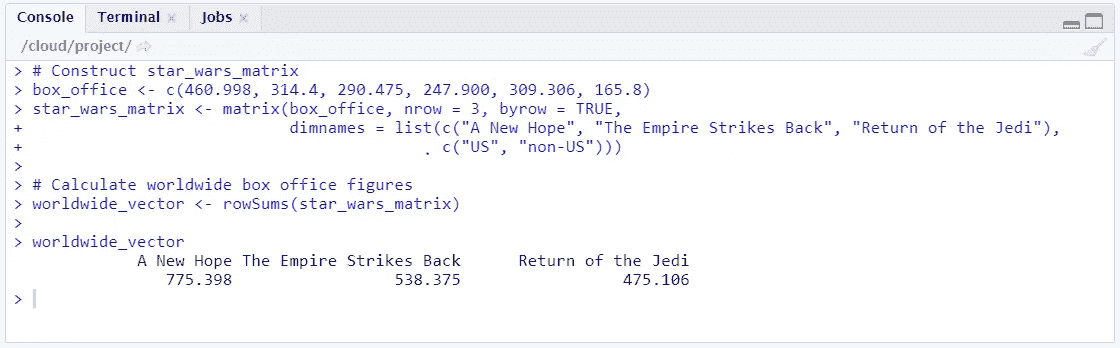 Console Terminal Jobs
/cloud/project/
> # Construct star_wars_matrix
> box_office <- c(460.998, 314.4, 290.475, 247.900, 309.306, 165.8)
> star_wars_matrix <- matrix(box_office, nrow = 3, byrow = TRUE,
+                            dimnames = list(c("A New Hope", "The Empire Strikes Back", "Return of the Jedi"),
+                                            c("US", "non-US")))
>
> # Calculate worldwide box office figures
> worldwide_vector <- rowSums(star_wars_matrix)
>
> worldwide_vector
             A New Hope The Empire Strikes Back      Return of the Jedi
                775.398                 538.375                 475.106
>